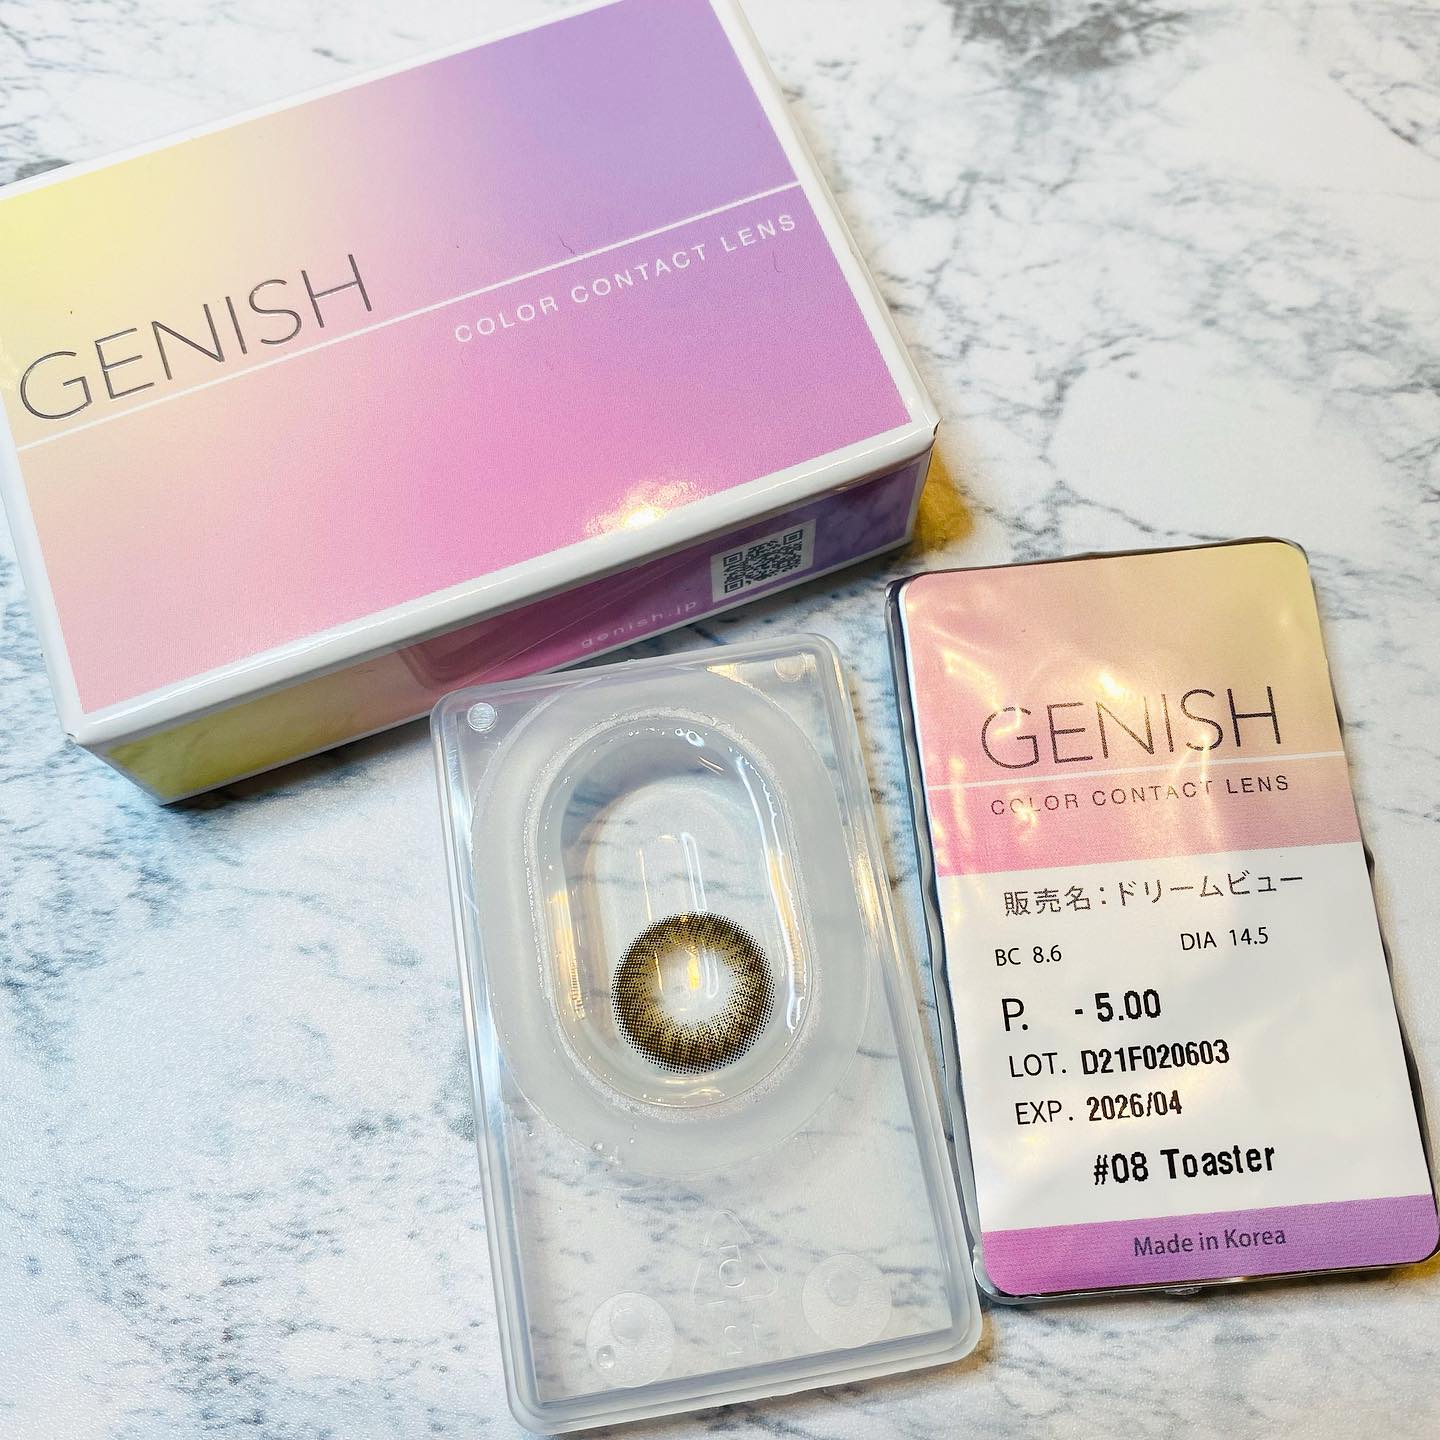 GENISH
COLOR CONTACT LENS
genish.jp
GENISH
COLOR CONTACT LENS
販売名：ドリームビュー
BC 8.6 DIA 14.5
P. - 5.00
LOT. D21F020603
EXP. 2026/04
#08 Toaster
Made in Korea
5